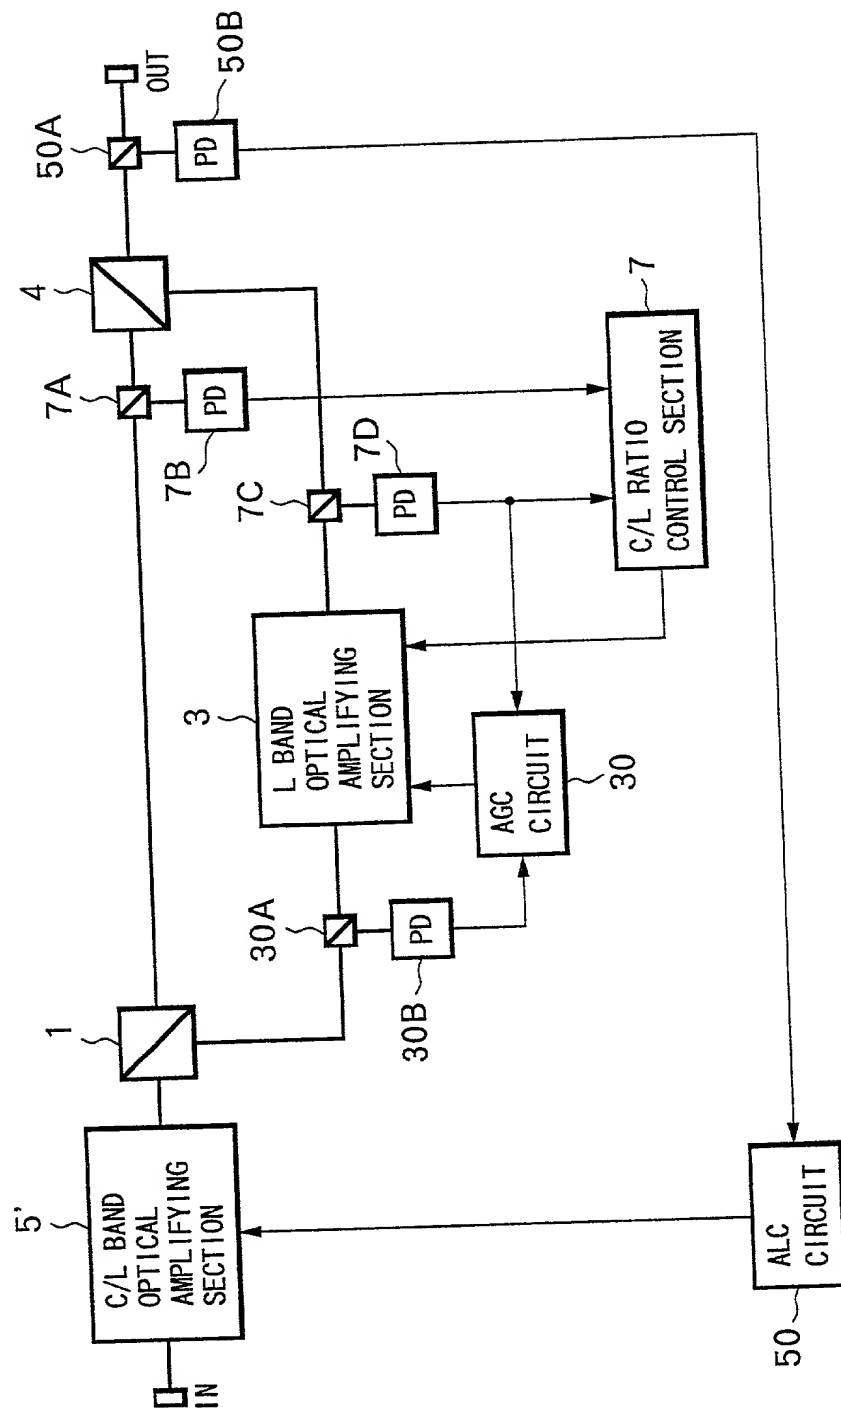 5'
C/L BAND
OPTICAL
AMPLIFYING
SECTION
IN
1
30A
PD
30B
3
L BAND
OPTICAL
AMPLIFYING
SECTION
AGC
CIRCUIT
30
7C
PD
7D
7A
PD
7B
4
50A
PD
50B
OUT
7
C/L RATIO
CONTROL SECTION
ALC
CIRCUIT
50